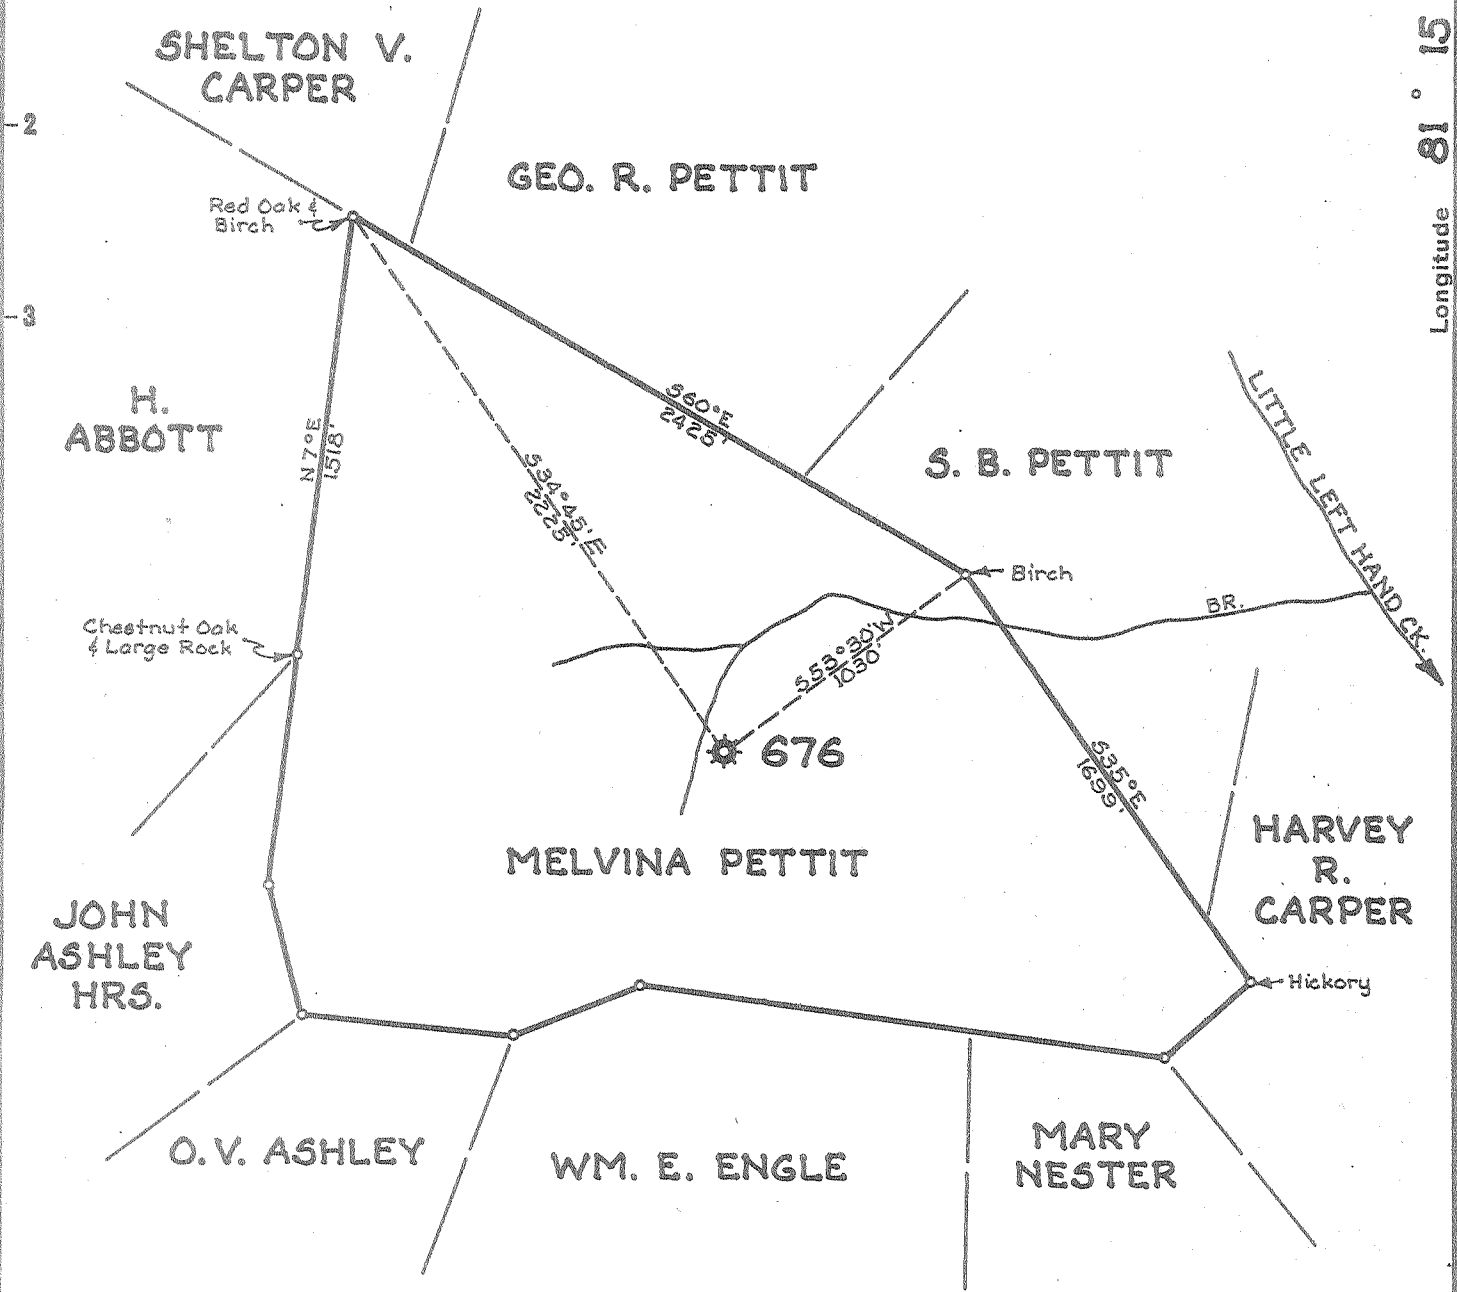 SHELTON V.
CARPER
81° 15
Longitude
2
GEO. R. PETTIT
Red Oak &
Birch
3
H.
ABBOTT
N 7° E
1518'
S 60° E
2425'
S. B. PETTIT
LITTLE LEFT HAND CK.
S 34° 45' E
2225'
Birch
BR.
Chestnut Oak
& Large Rock
S 53° 30' W
1030'
676
S 35° E
1699'
MELVINA PETTIT
HARVEY
R.
CARPER
JOHN
ASHLEY
HRS.
Hickory
O. V. ASHLEY
WM. E. ENGLE
MARY
NESTER